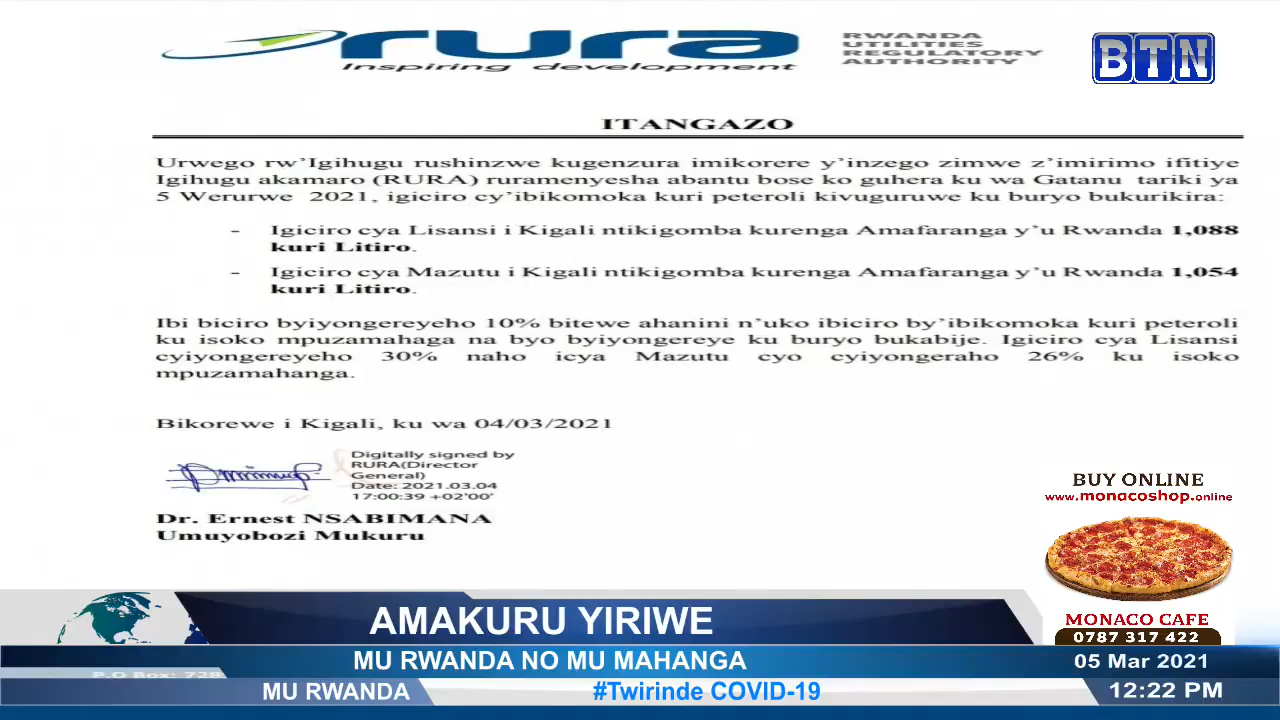 rura
Inspiring development
RWANDA
UTILITIES
REGULATORY
AUTHORITY
BTN
ITANGAZO
Urwego rw’Igihugu rushinzwe kugenzura imikorere y’inzego zimwe z’imirimo ifitiye
Igihugu akamaro (RURA) ruramenyesha abantu bose ko guhera ku wa Gatanu tariki ya
5 Werurwe 2021, igiciro cy’ibikomoka kuri peteroli kivuguruwe ku buryo bukurikira:
- Igiciro cya Lisansi i Kigali ntikigomba kurenga Amafaranga y’u Rwanda 1,088
kuri Litiro.
- Igiciro cya Mazutu i Kigali ntikigomba kurenga Amafaranga y’u Rwanda 1,054
kuri Litiro.
Ibi biciro byiyongereyeho 10% bitewe ahanini n’uko ibiciro by’ibikomoka kuri peteroli
ku isoko mpuzamahaga na byo byiyongereye ku buryo bukabije. Igiciro cya Lisansi
cyiyongereyeho 30% naho icya Mazutu cyo cyiyongeraho 26% ku isoko
mpuzamahanga.
Bikorewe i Kigali, ku wa 04/03/2021
Digitally signed by
RURA(Director
General)
Date: 2021.03.04
17:00:39 +02'00'
Dr. Ernest NSABIMANA
Umuyobozi Mukuru
BUY ONLINE
www.monacoshop.online
MONACO CAFE
0787 317 422
AMAKURU YIRIWE
MU RWANDA NO MU MAHANGA
05 Mar 2021
P.O Box: 728
MU RWANDA
#Twirinde COVID-19
12:22 PM